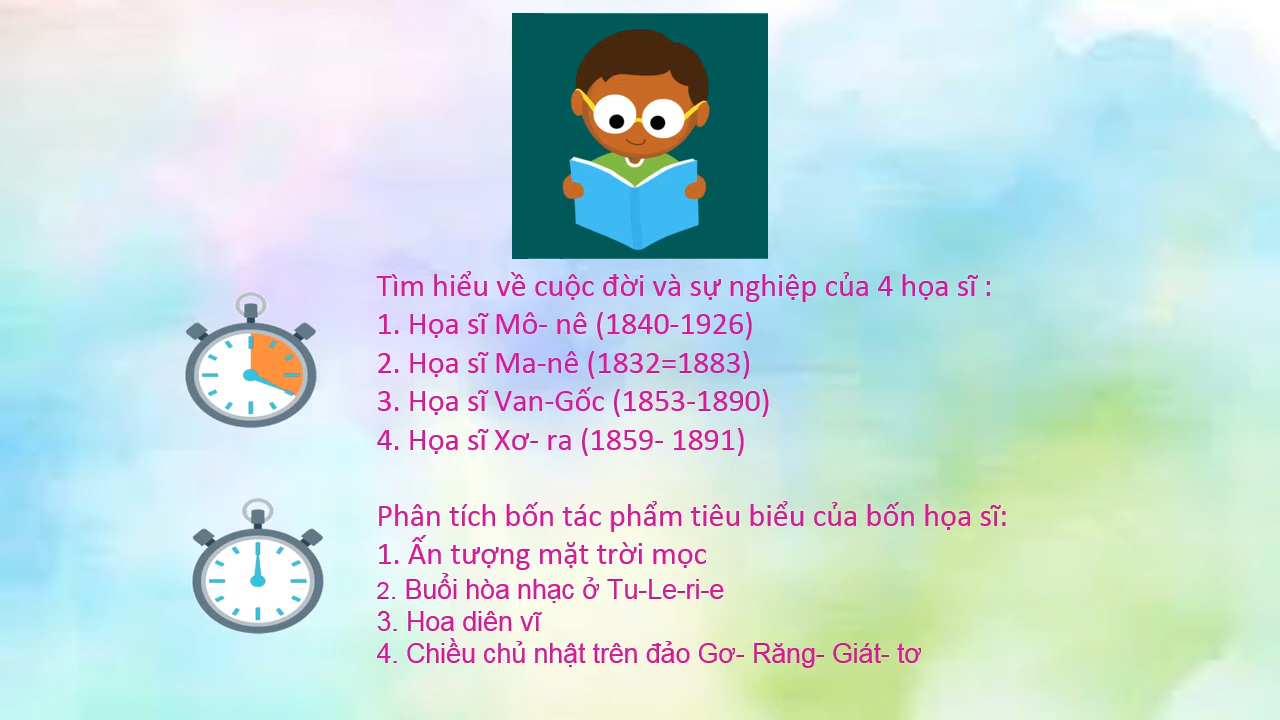 Tìm hiểu về cuộc đời và sự nghiệp của 4 họa sĩ :
1. Họa sĩ Mô- nê (1840-1926)
2. Họa sĩ Ma-nê (1832=1883)
3. Họa sĩ Van-Gốc (1853-1890)
4. Họa sĩ Xơ- ra (1859- 1891)
Phân tích bốn tác phẩm tiêu biểu của bốn họa sĩ:
1. Ấn tượng mặt trời mọc
2. Buổi hòa nhạc ở Tu-Le-ri-e
3. Hoa diên vĩ
4. Chiều chủ nhật trên đảo Gơ- Răng- Giát- tơ